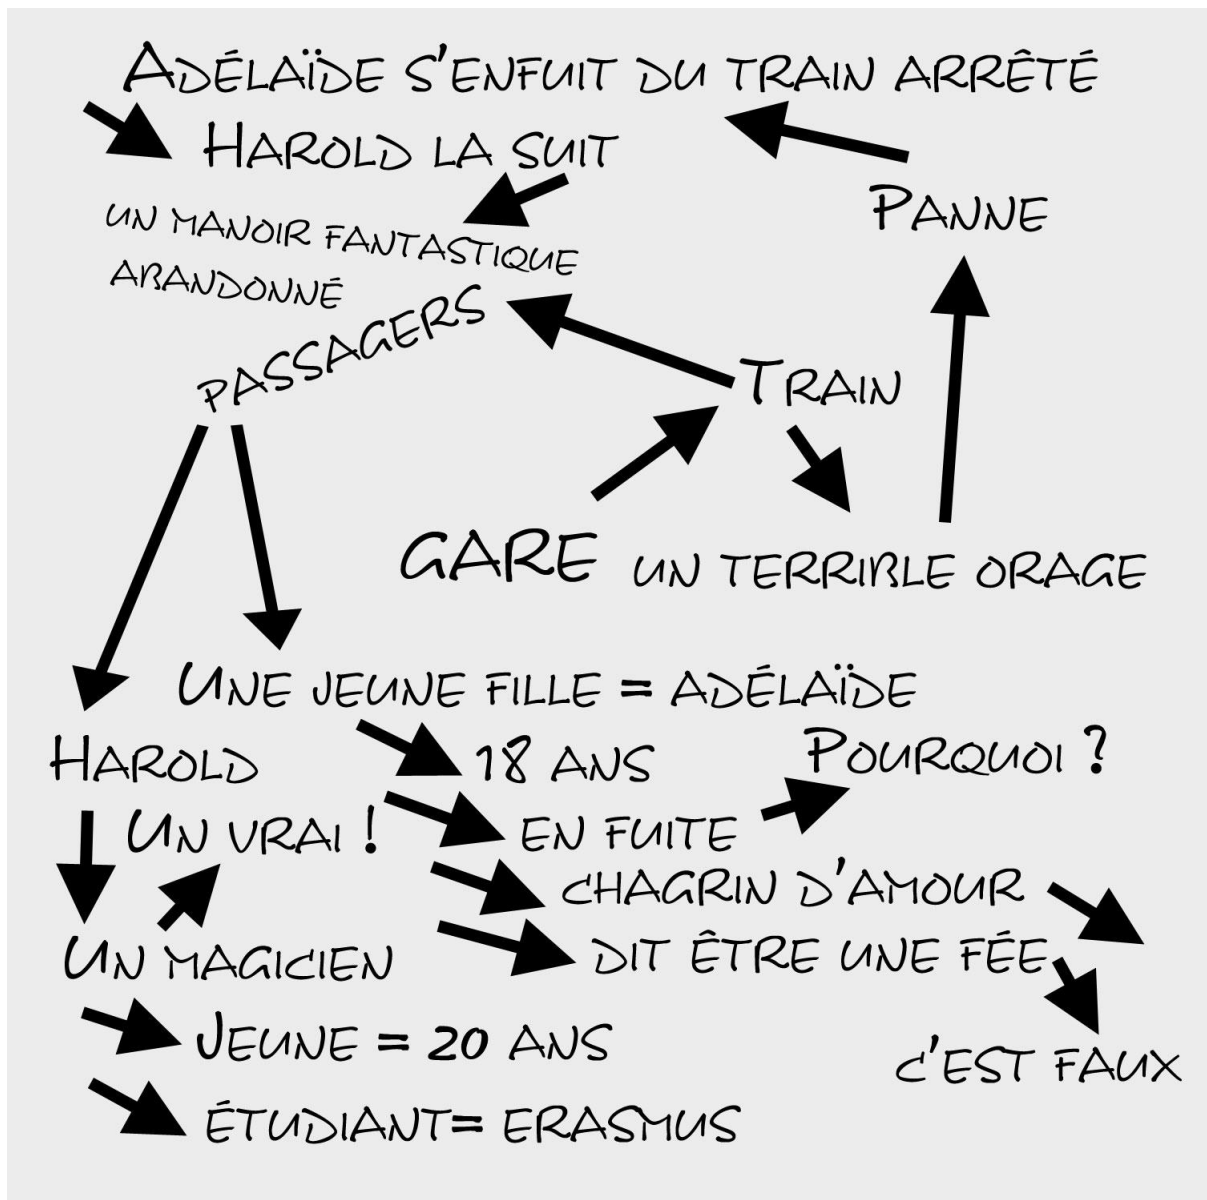 Adélaïde s'enfuit du train arrêté
Harold la suit
Panne
un manoir fantastique
abandonné
passagers
Train
GARE
un terrible orage
Une jeune fille = adélaïde
Harold
18 ans
Pourquoi ?
Un vrai !
en fuite
chagrin d'amour
Un magicien
dit être une fée
Jeune = 20 ans
c'est faux
étudiant= erasmus